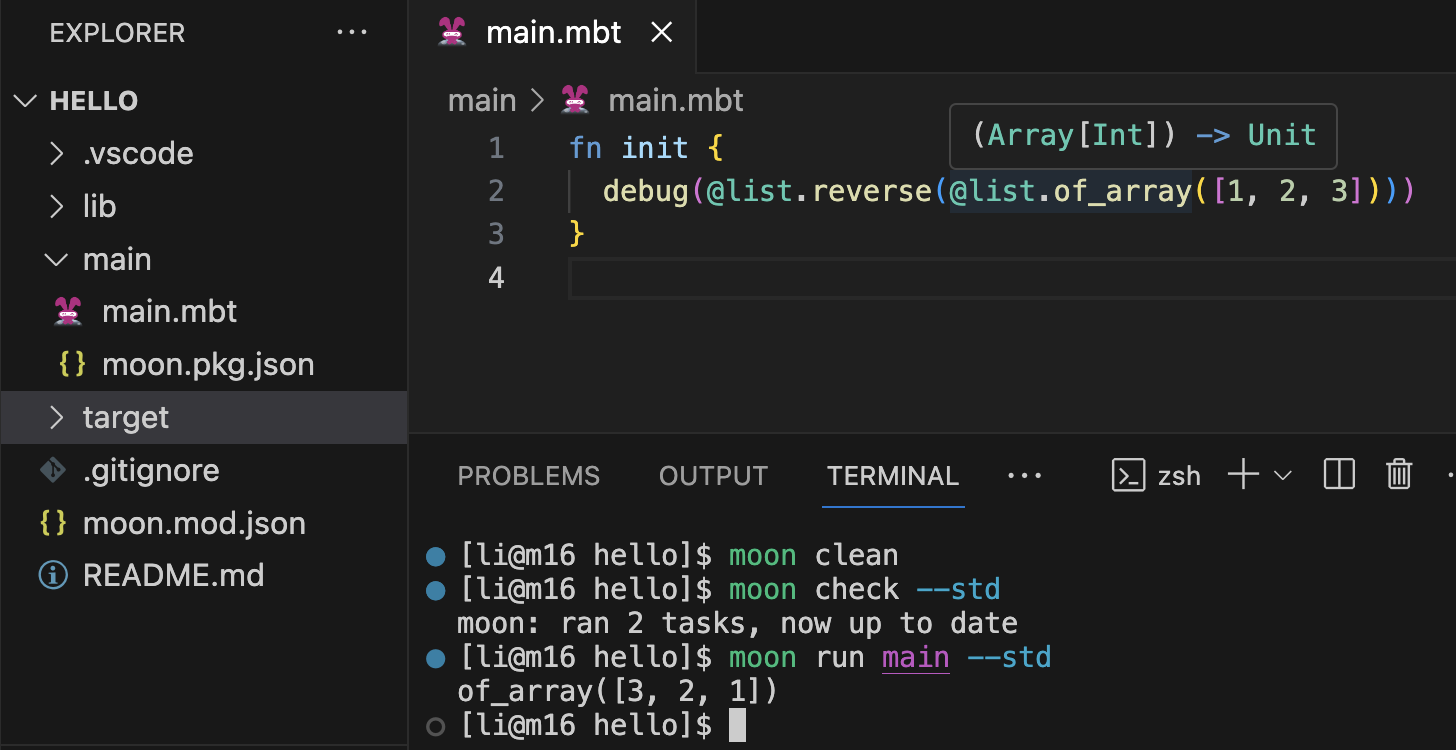 EXPLORER ···
HELLO
.vscode
lib
main
main.mbt
moon.pkg.json
target
.gitignore
moon.mod.json
README.md
main.mbt
main > main.mbt
(Array[Int]) -> Unit
1 fn init {
2 debug(@list.reverse(@list.of_array([1, 2, 3])))
3 }
4
PROBLEMS OUTPUT TERMINAL ··· zsh
[li@m16 hello]$ moon clean
[li@m16 hello]$ moon check --std
moon: ran 2 tasks, now up to date
[li@m16 hello]$ moon run main --std
of_array([3, 2, 1])
[li@m16 hello]$